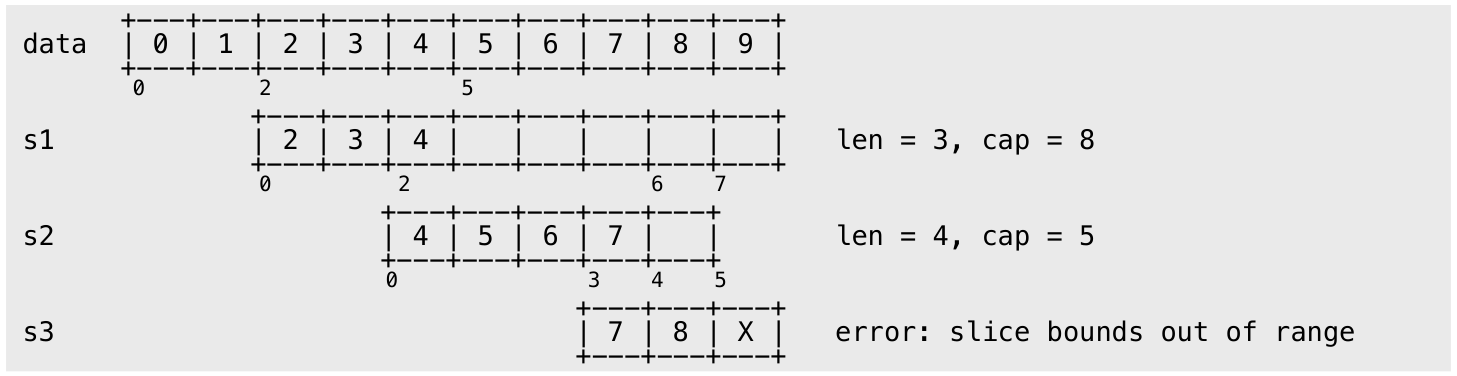 +---+---+---+---+---+---+---+---+---+---+
data | 0 | 1 | 2 | 3 | 4 | 5 | 6 | 7 | 8 | 9 |
+---+---+---+---+---+---+---+---+---+---+
0 2 5
+---+---+---+---+---+---+---+---+
s1 | 2 | 3 | 4 | | | | | | len = 3, cap = 8
+---+---+---+---+---+---+---+---+
0 2 6 7
+---+---+---+---+---+
s2 | 4 | 5 | 6 | 7 | | len = 4, cap = 5
+---+---+---+---+---+
0 3 4 5
+---+---+---+
s3 | 7 | 8 | X | error: slice bounds out of range
+---+---+---+